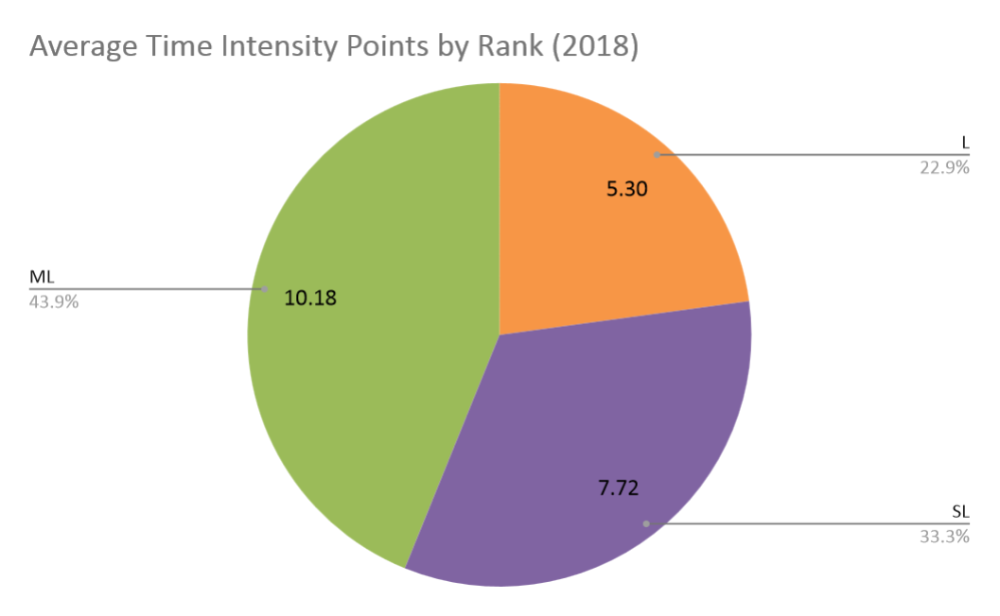 Average Time Intensity Points by Rank (2018)
L
22.9%
5.30
ML
43.9%
10.18
7.72
SL
33.3%